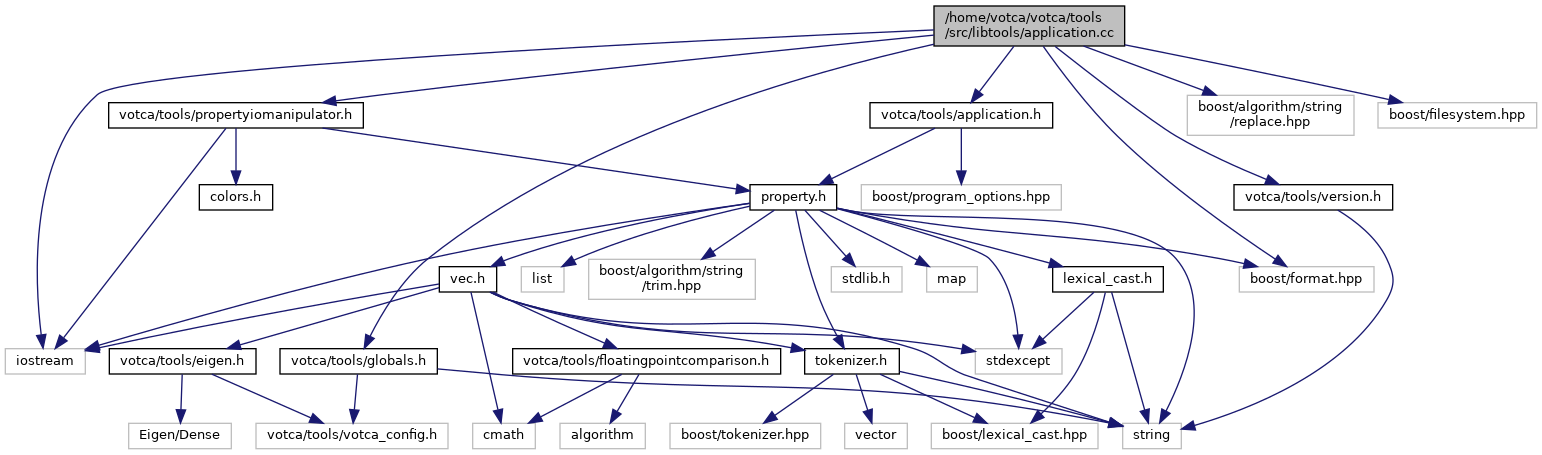 /home/votca/votca/tools
/src/libtools/application.cc
votca/tools/propertyiomanipulator.h
votca/tools/application.h
boost/algorithm/string
/replace.hpp
boost/filesystem.hpp
colors.h
property.h
boost/program_options.hpp
votca/tools/version.h
vec.h
list
boost/algorithm/string
/trim.hpp
stdlib.h
map
lexical_cast.h
boost/format.hpp
iostream
votca/tools/eigen.h
votca/tools/globals.h
votca/tools/floatingpointcomparison.h
tokenizer.h
stdexcept
Eigen/Dense
votca/tools/votca_config.h
cmath
algorithm
boost/tokenizer.hpp
vector
boost/lexical_cast.hpp
string